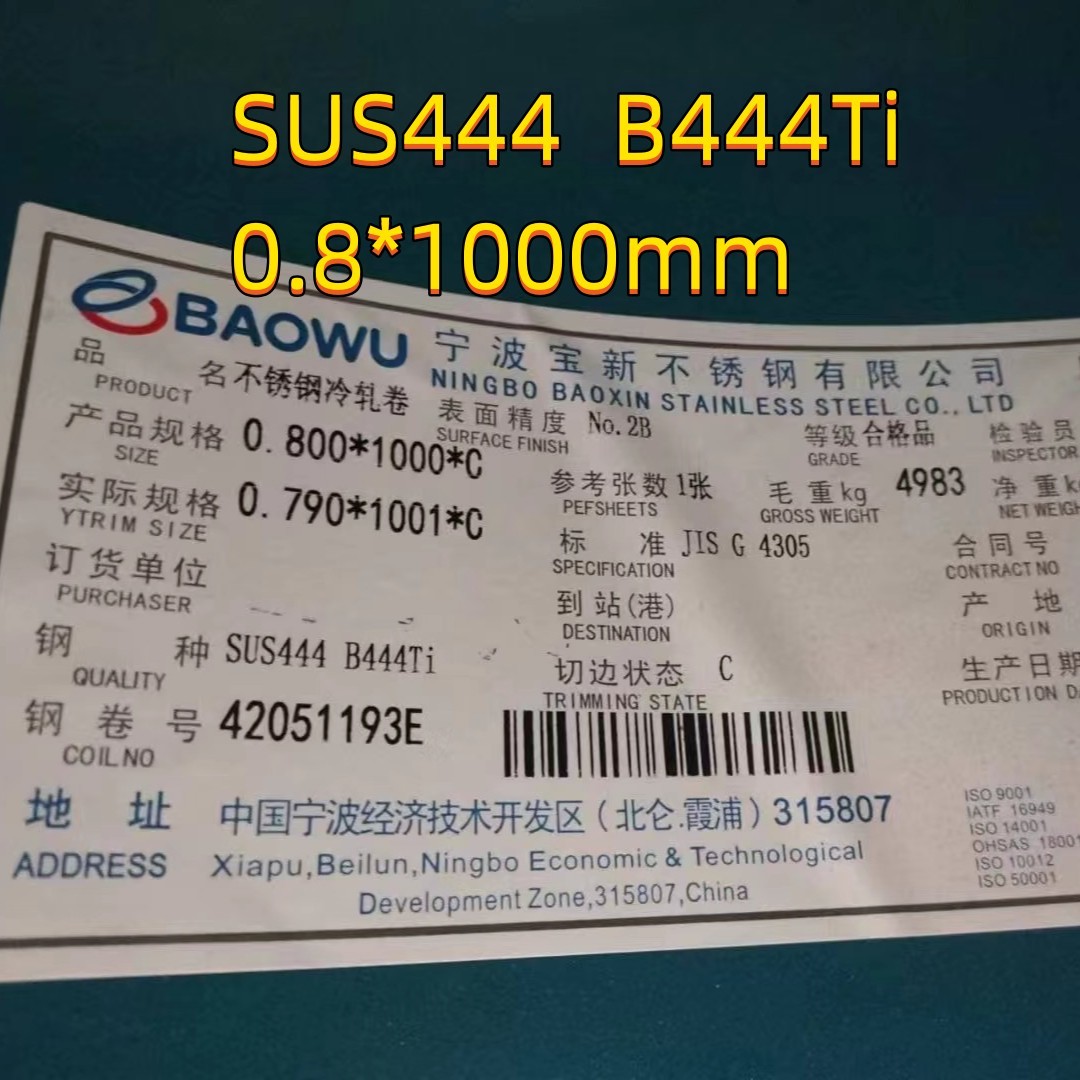 SUS444 B444Ti
0.8*1000mm
BAOWU 宁波宝新不锈钢有限公司
NINGBO BAOXIN STAINLESS STEEL CO., LTD
品名 不锈钢冷轧卷 表面精度 No.2B 等级 合格品 检验员
PRODUCT SURFACE FINISH GRADE INSPECTOR
产品规格 0.800*1000*C 参考张数 1张 毛重kg 4983 净重
SIZE PEFSHEETS GROSS WEIGHT NET
实际规格 0.790*1001*C 标准 JIS G 4305 合同号
YTRIM SIZE SPECIFICATION CONTRACT NO
订货单位 到站(港) 产地
PURCHASER DESTINATION ORIGIN
钢种 SUS444 B444Ti 切边状态 C 生产日期
QUALITY TRIMMING STATE PRODUCTION
钢卷号 42051193E
COIL NO
地址 中国宁波经济技术开发区(北仑.霞浦)315807
ADDRESS Xiapu,Beilun,Ningbo Economic & Technological
Development Zone,315807,China
ISO 9001
IATF 16949
ISO 14001
OHSAS 18001
ISO 10012
ISO 50001